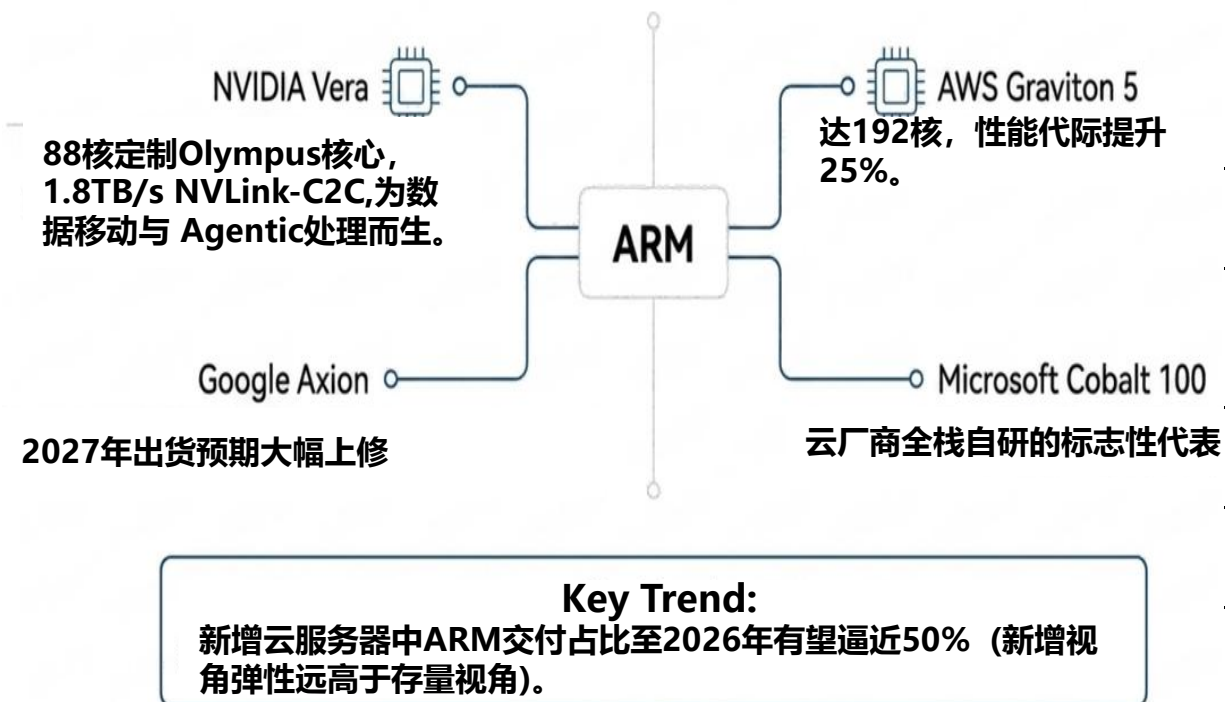 NVIDIA Vera
88核定制Olympus核心，
1.8TB/s NVLink-C2C,为数
据移动与 Agentic处理而生。
AWS Graviton 5
达192核，性能代际提升
25%。
ARM
Google Axion
2027年出货预期大幅上修
Microsoft Cobalt 100
云厂商全栈自研的标志性代表
Key Trend:
新增云服务器中ARM交付占比至2026年有望逼近50% (新增视
角弹性远高于存量视角)。